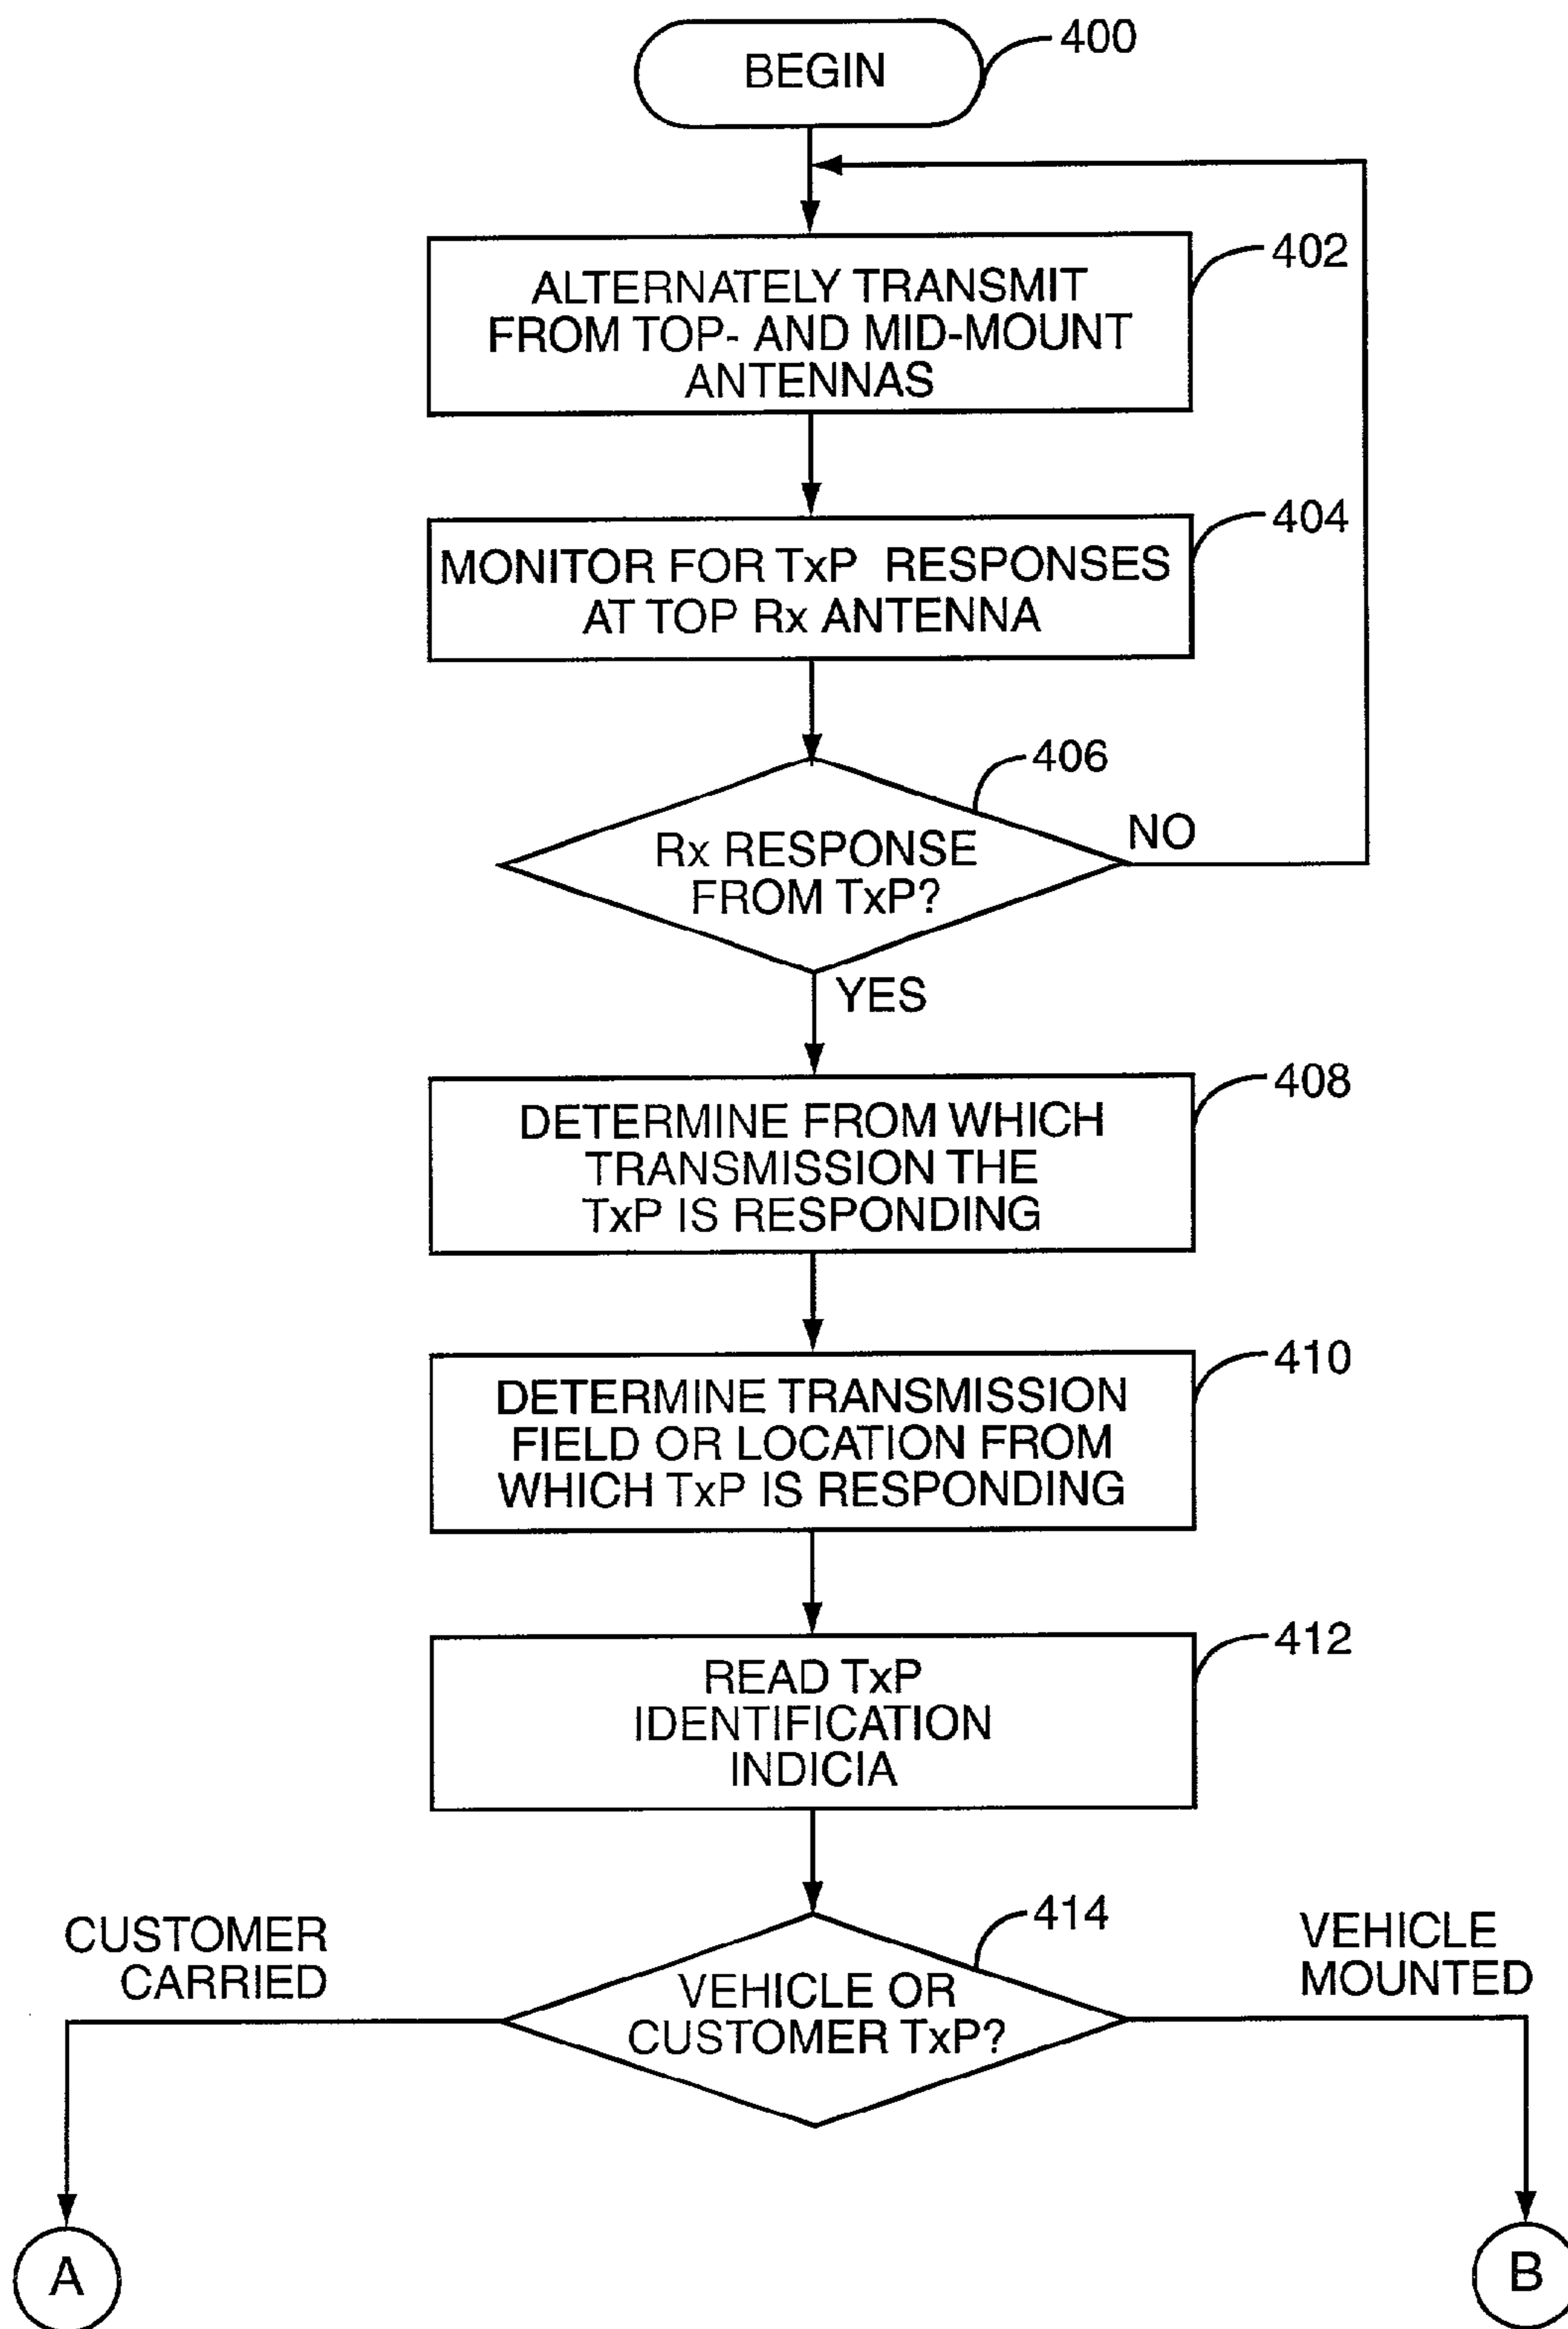 BEGIN
400
ALTERNATELY TRANSMIT
FROM TOP- AND MID-MOUNT
ANTENNAS
402
MONITOR FOR TxP RESPONSES
AT TOP Rx ANTENNA
404
406
Rx RESPONSE
FROM TxP?
NO
YES
DETERMINE FROM WHICH
TRANSMISSION THE
TxP IS RESPONDING
408
DETERMINE TRANSMISSION
FIELD OR LOCATION FROM
WHICH TxP IS RESPONDING
410
READ TxP
IDENTIFICATION
INDICIA
412
414
CUSTOMER
CARRIED
VEHICLE OR
CUSTOMER TxP?
VEHICLE
MOUNTED
A
B